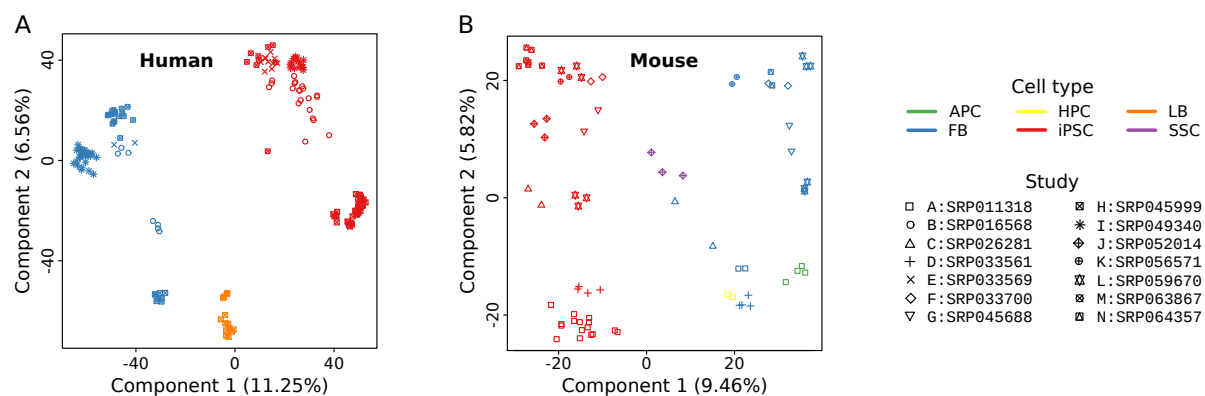 A
Human
Component 2 (6.56%)
40
0
-40
-40
0
40
Component 1 (11.25%)
B
Mouse
Component 2 (5.82%)
20
0
-20
-20
0
20
Component 1 (9.46%)
Cell type
APC
HPC
LB
FB
iPSC
SSC
Study
A:SRP011318
H:SRP045999
B:SRP016568
I:SRP049340
C:SRP026281
J:SRP052014
D:SRP033561
K:SRP056571
E:SRP033569
L:SRP059670
F:SRP033700
M:SRP063867
G:SRP045688
N:SRP064357